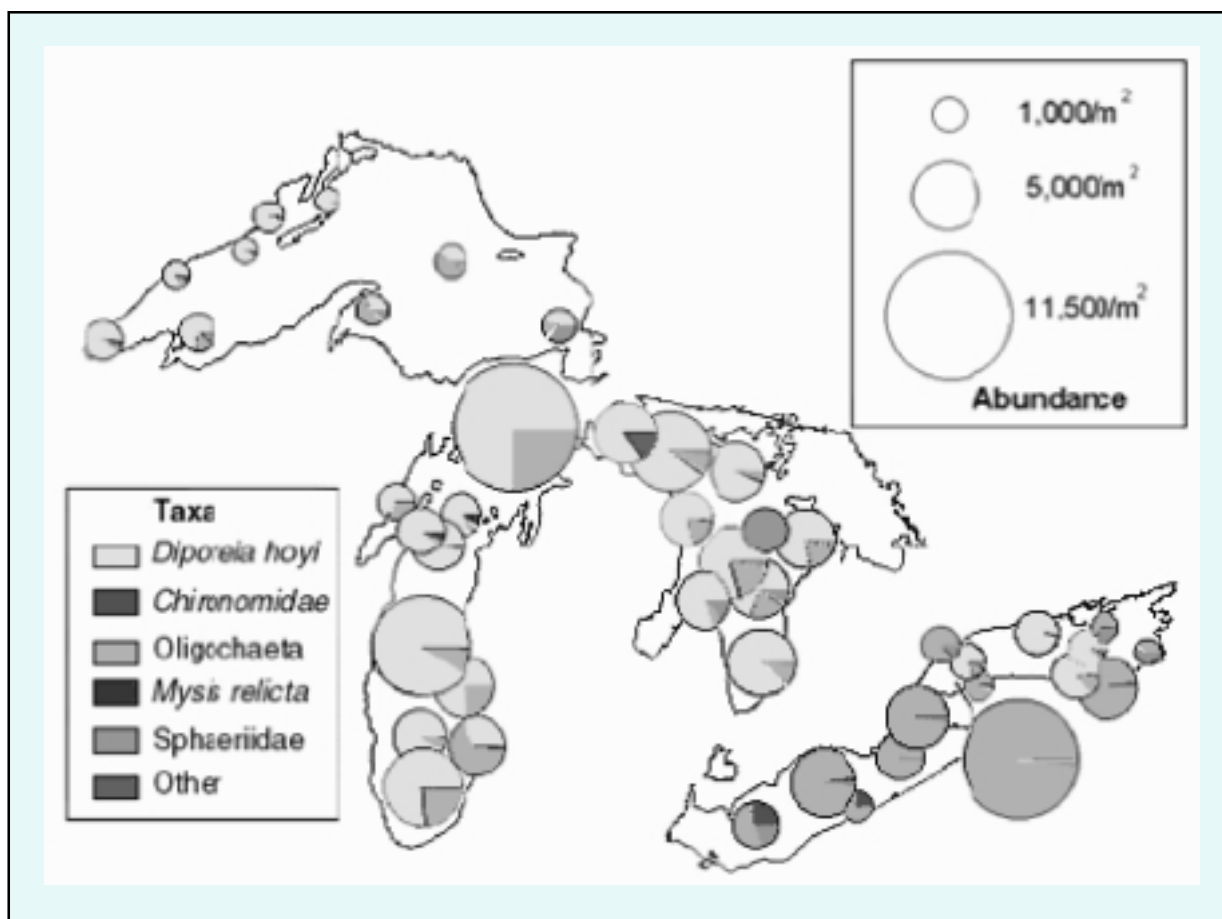 1,000/m²
5,000/m²
11,500/m²
Abundance
Taxa
Diporeia hoyi
Chironomidae
Oligochaeta
Mysis relicta
Sphaeriidae
Other